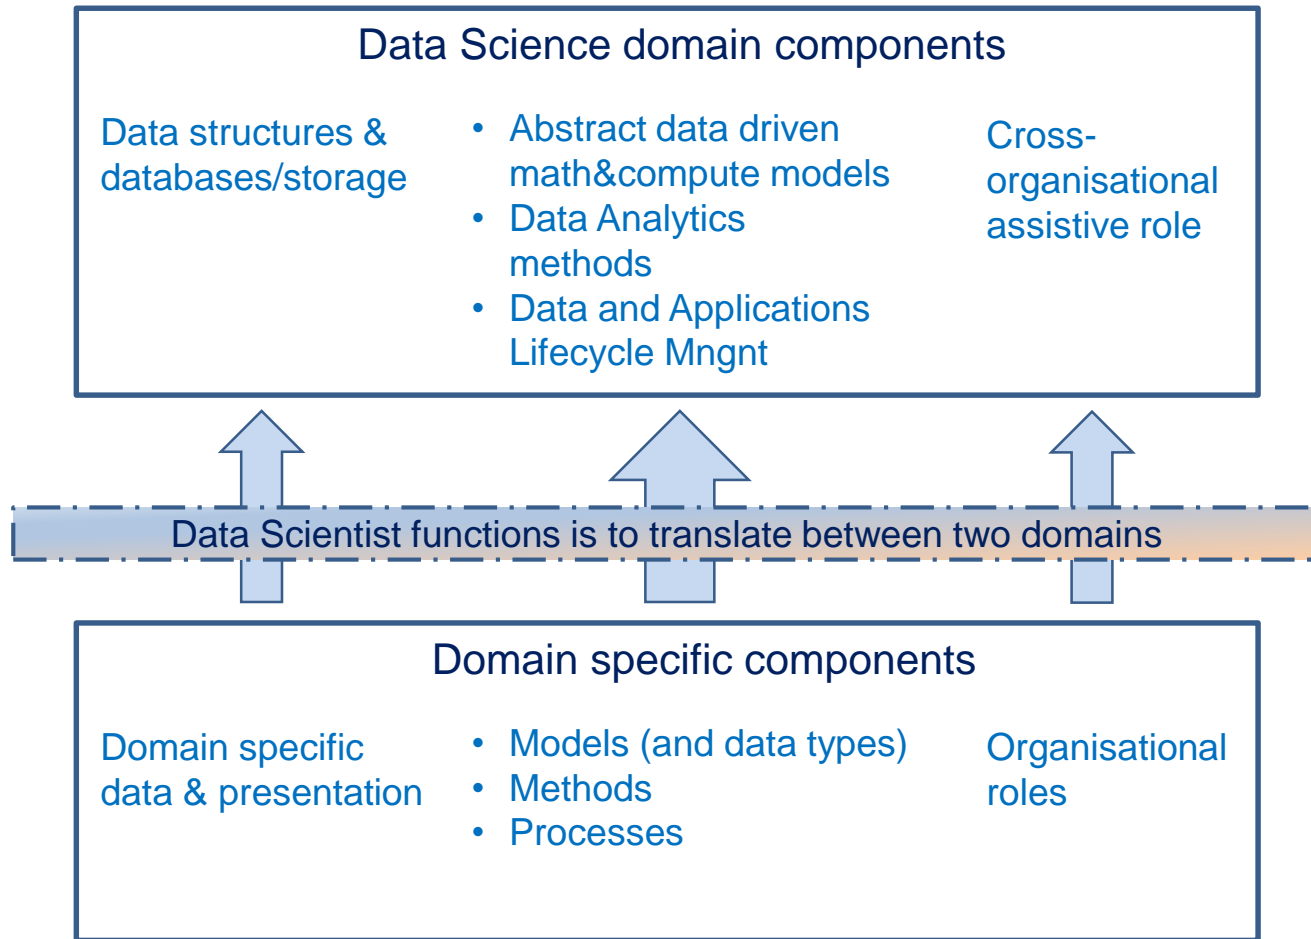 Data Science domain components
Data structures &
databases/storage
• Abstract data driven
math&compute models
• Data Analytics
methods
• Data and Applications
Lifecycle Mngnt
Cross-
organisational
assistive role
Data Scientist functions is to translate between two domains
Domain specific components
Domain specific
data & presentation
• Models (and data types)
• Methods
• Processes
Organisational
roles